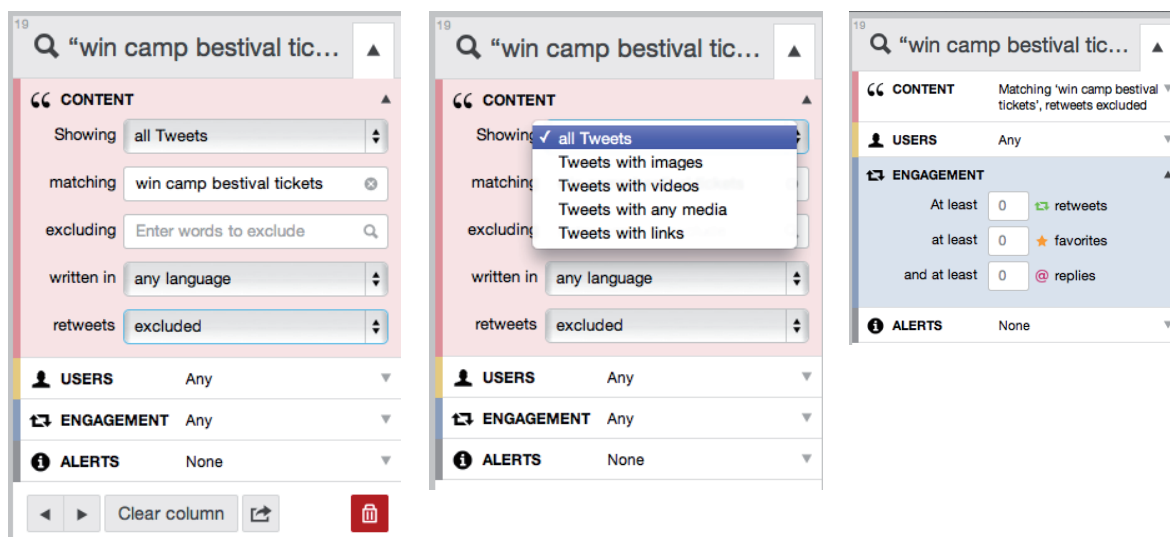 19
“win camp bestival tic...
CONTENT
Showing all Tweets
matching win camp bestival tickets
excluding Enter words to exclude
written in any language
retweets excluded
USERS Any
ENGAGEMENT Any
ALERTS None
Clear column
19
“win camp bestival tic...
CONTENT
Showing ✓ all Tweets
Tweets with images
matching Tweets with videos
Tweets with any media
excluding Tweets with links
written in any language
retweets excluded
USERS Any
ENGAGEMENT Any
ALERTS None
19
“win camp bestival tic...
CONTENT Matching 'win camp bestival
tickets', retweets excluded
USERS Any
ENGAGEMENT
At least 0 retweets
at least 0 favorites
and at least 0 @ replies
ALERTS None